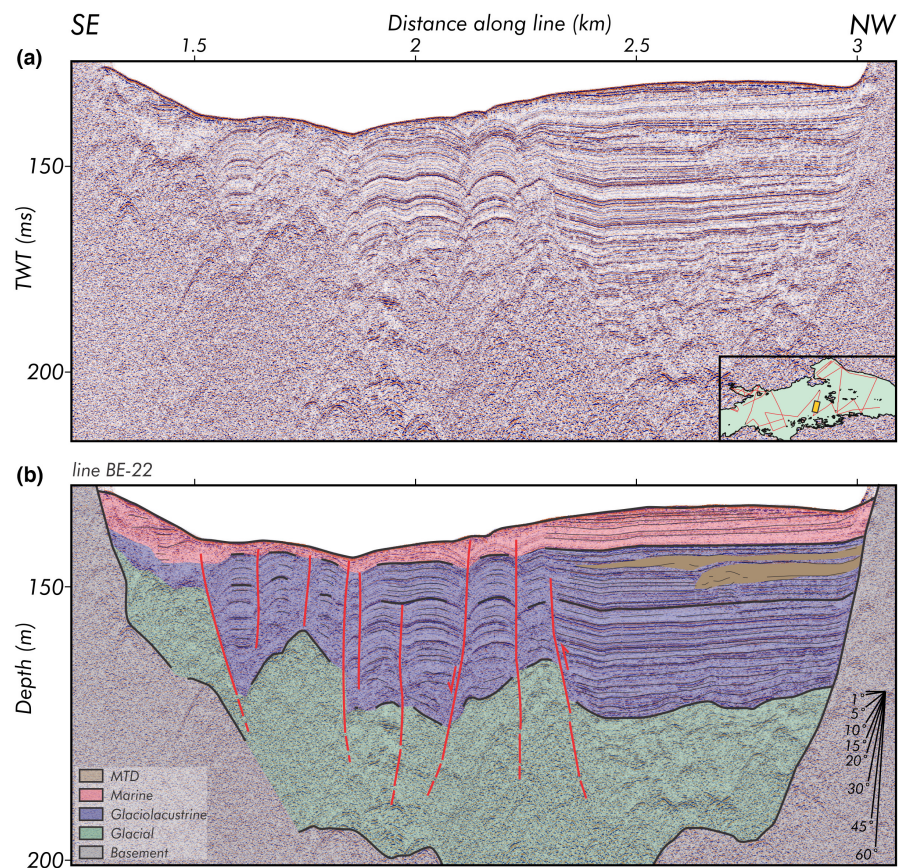 SE Distance along line (km) NW
1.5 2 2.5 3
(a)
150
TWT (ms)
200
(b) line BE-22
150
Depth (m)
200
1°
5°
10°
15°
20°
30°
45°
60°
MTD
Marine
Glaciolacustrine
Glacial
Basement